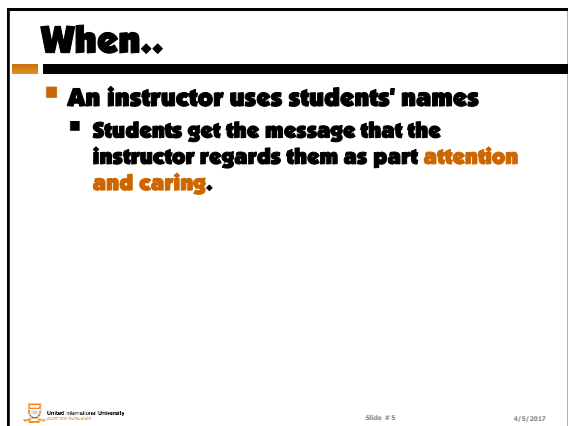 When..
An instructor uses students' names
Students get the message that the
instructor regards them as part attention
and caring.
United International University
Slide # 5
4/5/2017